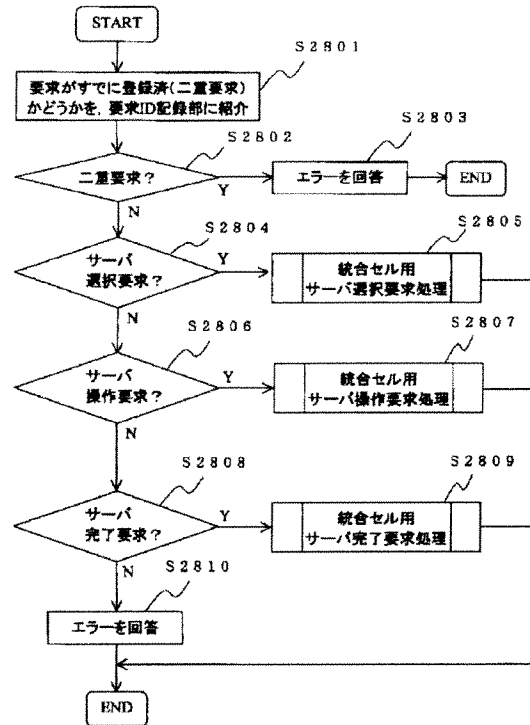 START
S2801
要求がすでに登録済(二重要求)
かどうかを, 要求ID記録部に紹介
S2802
二重要求?
Y
N
S2803
エラーを回答
END
S2804
サーバ
選択要求?
Y
N
S2805
統合セル用
サーバ選択要求処理
S2806
サーバ
操作要求?
Y
N
S2807
統合セル用
サーバ操作要求処理
S2808
サーバ
完了要求?
Y
N
S2809
統合セル用
サーバ完了要求処理
S2810
エラーを回答
END